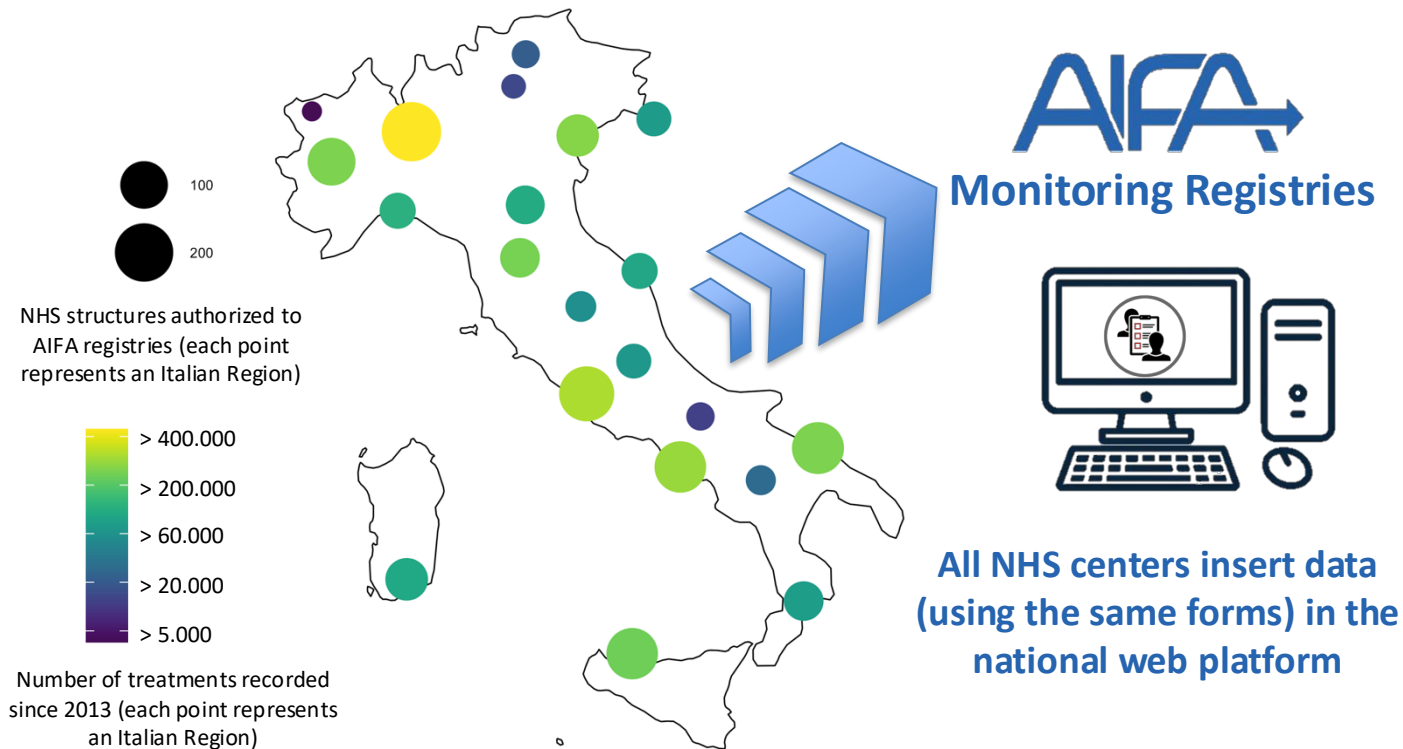 AIFA
Monitoring Registries
100
200
NHS structures authorized to
AIFA registries (each point
represents an Italian Region)
> 400.000
> 200.000
> 60.000
> 20.000
> 5.000
Number of treatments recorded
since 2013 (each point represents
an Italian Region)
All NHS centers insert data
(using the same forms) in the
national web platform